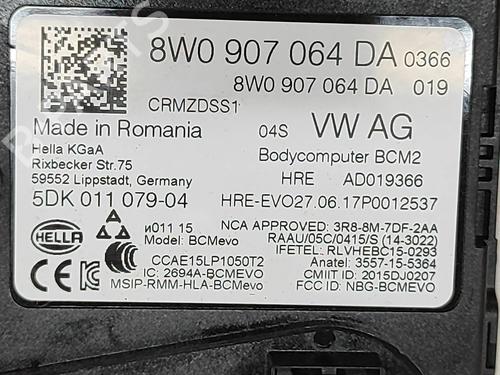 8W0 907 064 DA 0366
8W0 907 064 DA 019
CRMZDSS1
Made in Romania 04S VW AG
Hella KGaA
Rixbecker Str.75 Bodycomputer BCM2
59552 Lippstadt, Germany HRE AD019366
5DK 011 079-04 HRE-EVO27.06.17P0012537
HELLA
и011 15 NCA APPROVED: 3R8-8M-7DF-2AA
Model: BCMevo RAAU/05C/0415/S (14-3022)
IFETEL: RLVHEBC15-0293
CCAE15LP1050T2 Anatel: 3557-15-5364
IC: 2694A-BCMEVO CMIIT ID: 2015DJ0207
MSIP-RMM-HLA-BCMevo FCC ID: NBG-BCMEVO